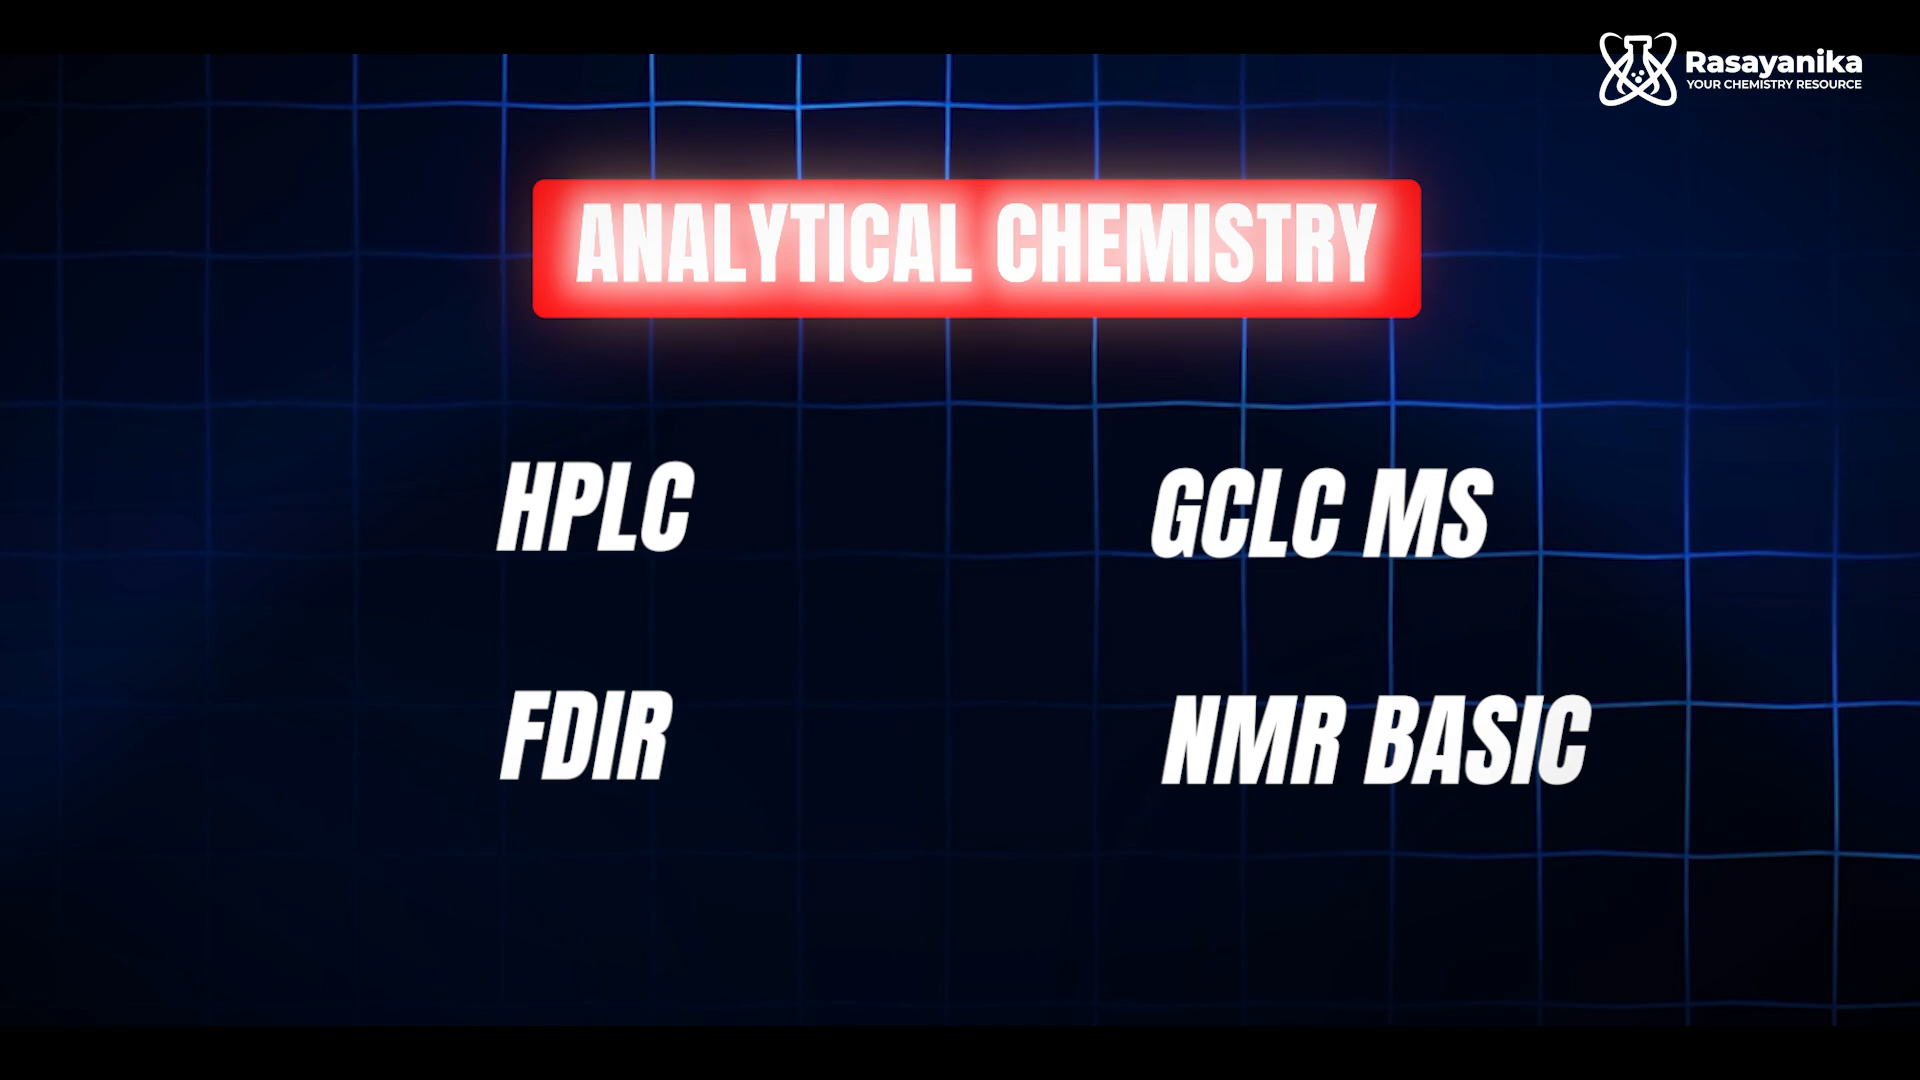 Rasayanika
YOUR CHEMISTRY RESOURCE
ANALYTICAL CHEMISTRY
HPLC
GCLC MS
FDIR
NMR BASIC